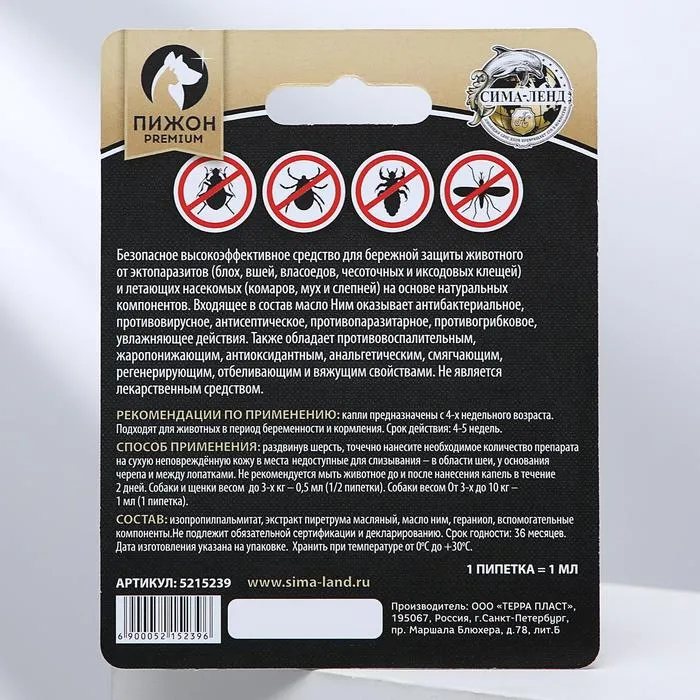 ПИЖОН
PREMIUM
СИМА-ЛЕНД
Безопасное высокоэффективное средство для бережной защиты животного
от эктопаразитов (блох, вшей, власоедов, чесоточных и иксодовых клещей)
и летающих насекомых (комаров, мух и слепней) на основе натуральных
компонентов. Входящее в состав масло Ним оказывает антибактериальное,
противовирусное, антисептическое, противопаразитарное, противогрибковое,
увлажняющее действия. Также обладает противовоспалительным,
жаропонижающим, антиоксидантным, анальгетическим, смягчающим,
регенерирующим, отбеливающим и вяжущим свойствами. Не является
лекарственным средством.
РЕКОМЕНДАЦИИ ПО ПРИМЕНЕНИЮ: капли предназначены с 4-х недельного возраста.
Подходят для животных в период беременности и кормления. Срок действия: 4-5 недель.
СПОСОБ ПРИМЕНЕНИЯ: раздвинув шерсть, точечно нанесите необходимое количество препарата
на сухую неповреждённую кожу в места недоступные для слизывания – в области шеи, у основания
черепа и между лопатками. Не рекомендуется мыть животное до и после нанесения капель в течение
2 дней. Собаки и щенки весом до 3-х кг – 0,5 мл (1/2 пипетки). Собаки весом От 3-х до 10 кг –
1 мл (1 пипетка).
СОСТАВ: изопропилпальмитат, экстракт пиретрума масляный, масло ним, гераниол, вспомогательные
компоненты.Не подлежит обязательной сертификации и декларированию. Срок годности: 36 месяцев.
Дата изготовления указана на упаковке. Хранить при температуре от 0°С до +30°С.
1 ПИПЕТКА = 1 МЛ
АРТИКУЛ: 5215239 www.sima-land.ru
6 900052 152396
Производитель: ООО «ТЕРРА ПЛАСТ»,
195067, Россия, г.Санкт-Петербург,
пр. Маршала Блюхера, д.78, лит.Б